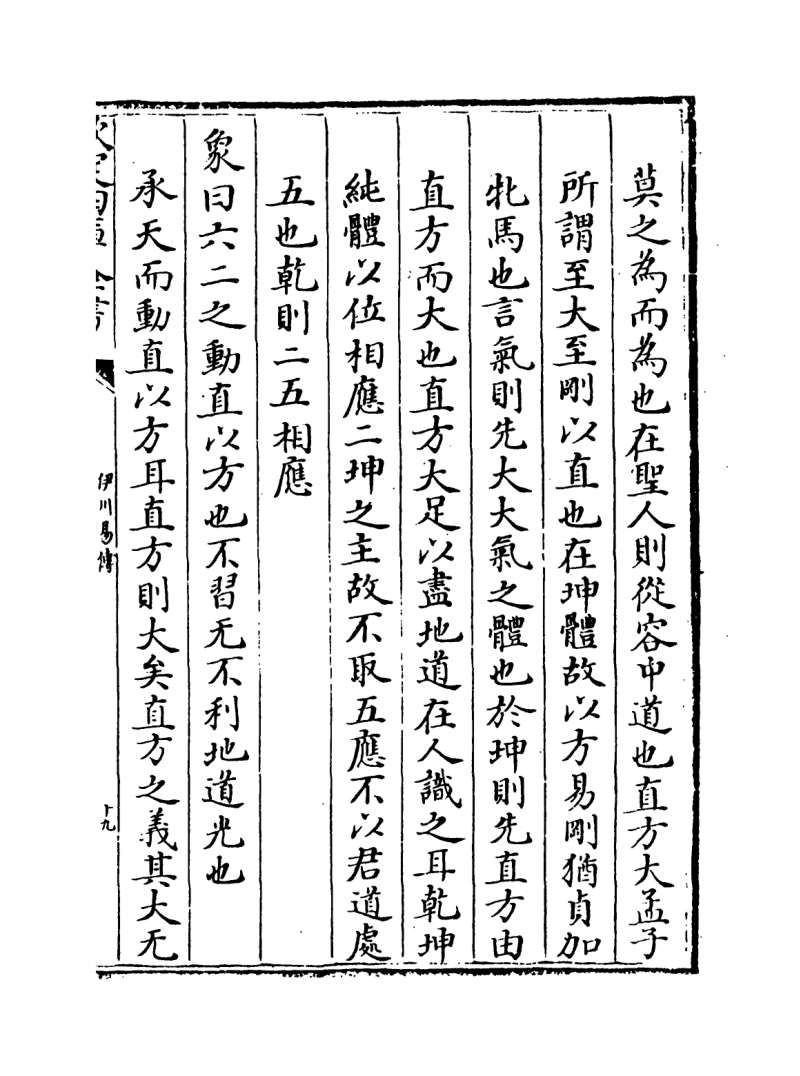 莫之為而為也在聖人則從容中道也直方大孟子
所謂至大至剛以直也在坤體故以方易剛猶貞加
牝馬也言氣則先大大氣之體也於坤則先直方由
直方而大也直方大足以盡地道在人識之耳乾坤
純體以位相應二坤之主故不取五應不以君道處
五也乾則二五相應
象曰六二之動直以方也不習无不利地道光也
承天而動直以方耳直方則大矣直方之義其大无
伊川易傳
十九